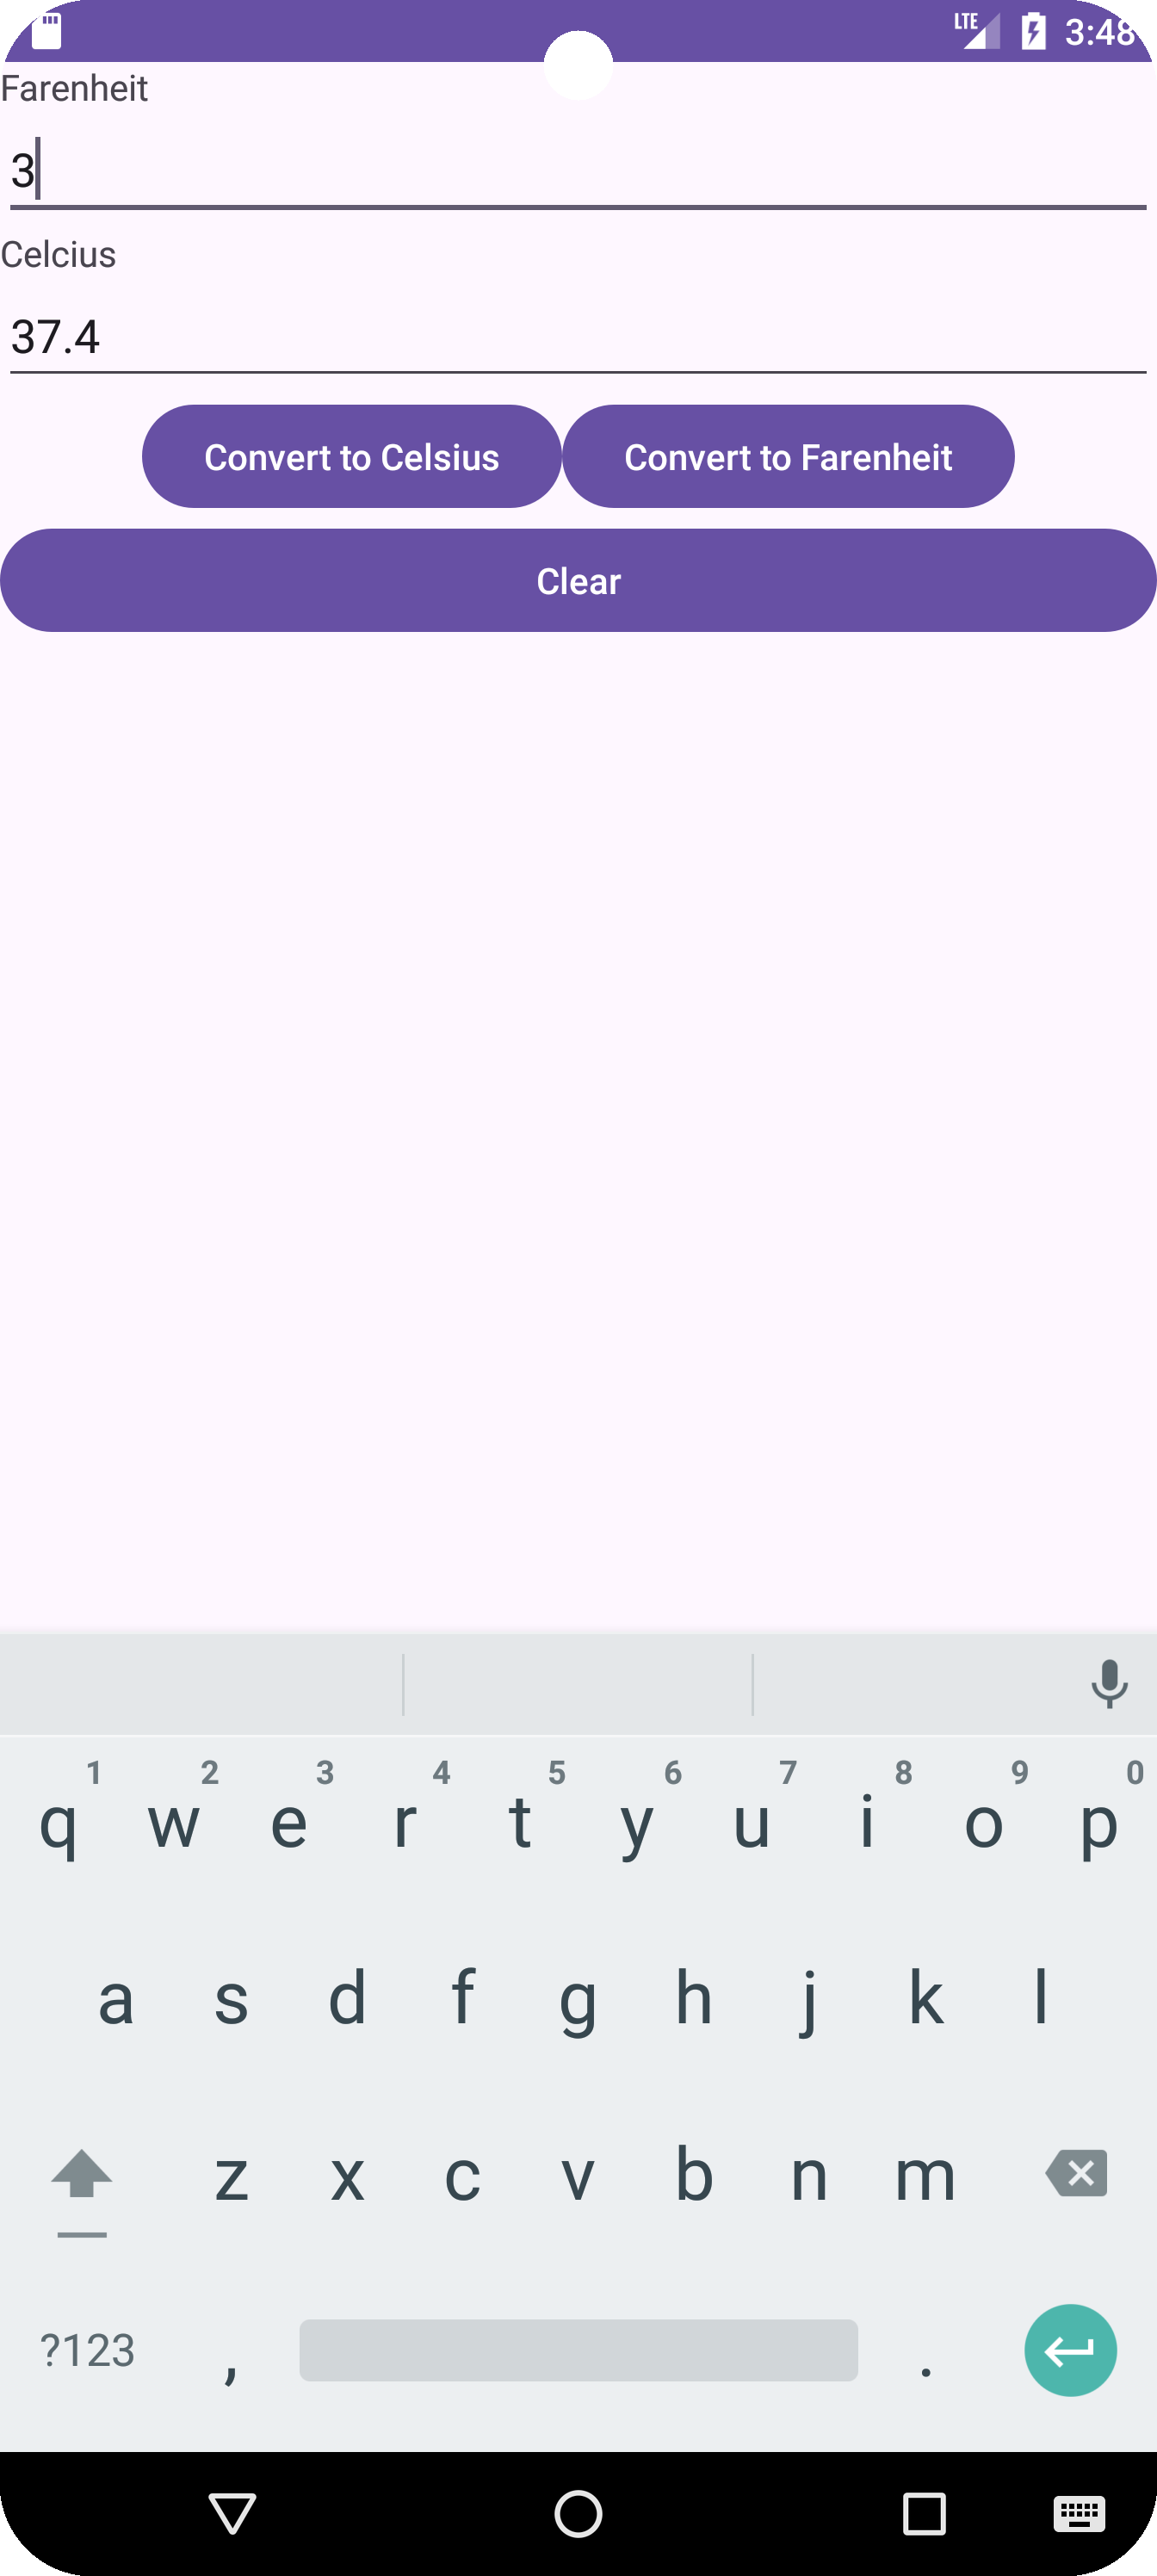 LTE 3:48
Farenheit
3
Celcius
37.4
Convert to Celsius Convert to Farenheit
Clear
1 2 3 4 5 6 7 8 9 0
q w e r t y u i o p
a s d f g h j k l
z x c v b n m
?123 , .